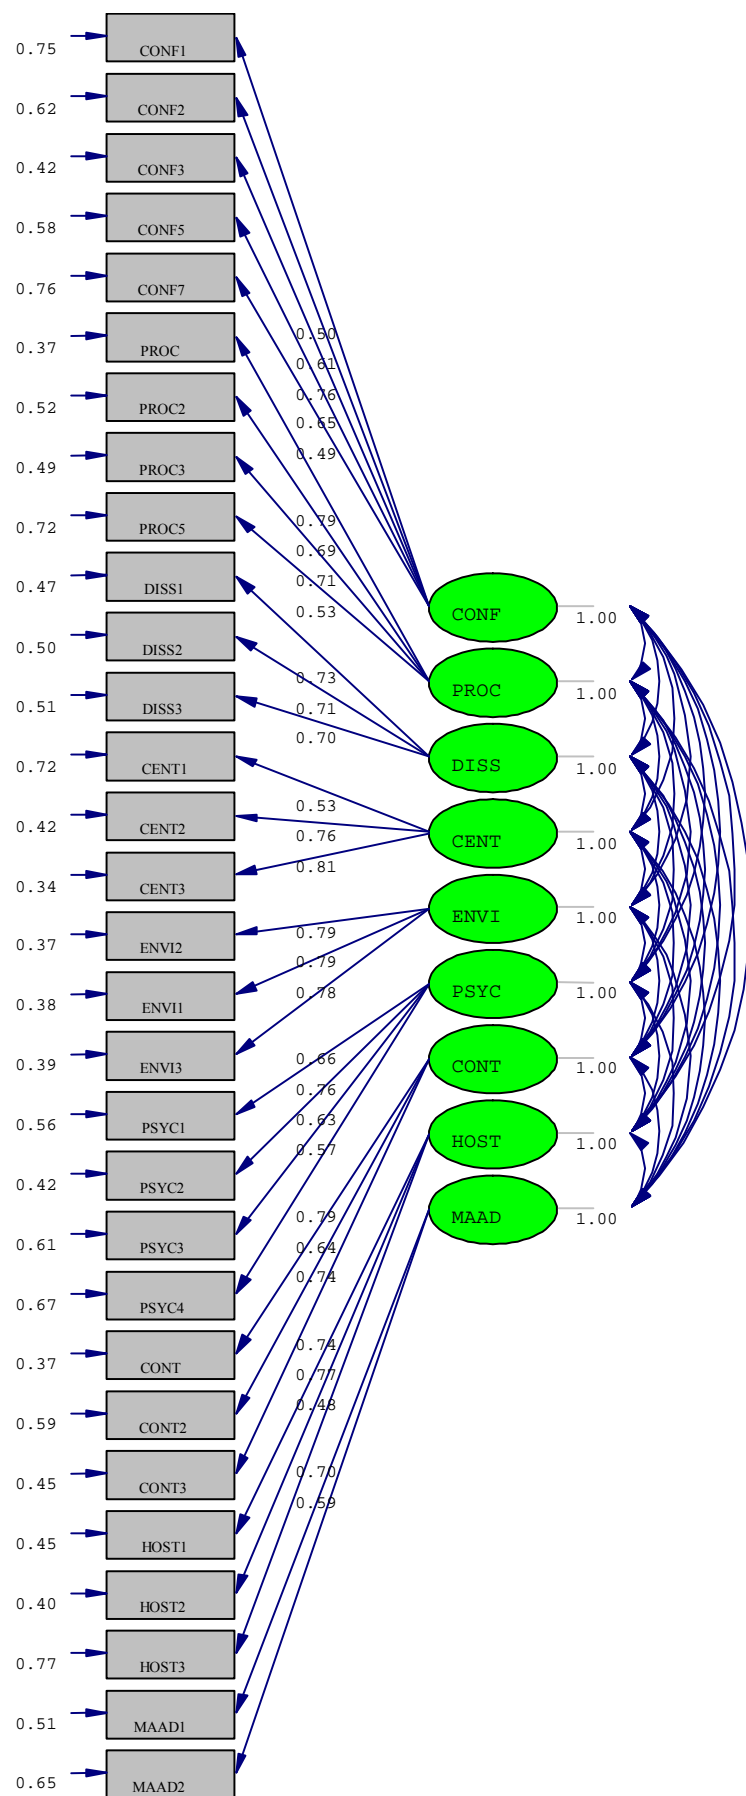 0.75 CONF1
0.62 CONF2
0.42 CONF3
0.58 CONF5
0.76 CONF7
0.37 PROC
0.52 PROC2
0.49 PROC3
0.72 PROC5
0.47 DISS1
0.50 DISS2
0.51 DISS3
0.72 CENT1
0.42 CENT2
0.34 CENT3
0.37 ENVI2
0.38 ENVI1
0.39 ENVI3
0.56 PSYC1
0.42 PSYC2
0.61 PSYC3
0.67 PSYC4
0.37 CONT
0.59 CONT2
0.45 CONT3
0.45 HOST1
0.40 HOST2
0.77 HOST3
0.51 MAAD1
0.65 MAAD2
0.50
0.61
0.76
0.65
0.49
0.79
0.69
0.71
0.53
0.73
0.71
0.70
0.53
0.76
0.81
0.79
0.79
0.78
0.66
0.76
0.63
0.57
0.79
0.64
0.74
0.74
0.77
0.48
0.70
0.59
CONF 1.00
PROC 1.00
DISS 1.00
CENT 1.00
ENVI 1.00
PSYC 1.00
CONT 1.00
HOST 1.00
MAAD 1.00